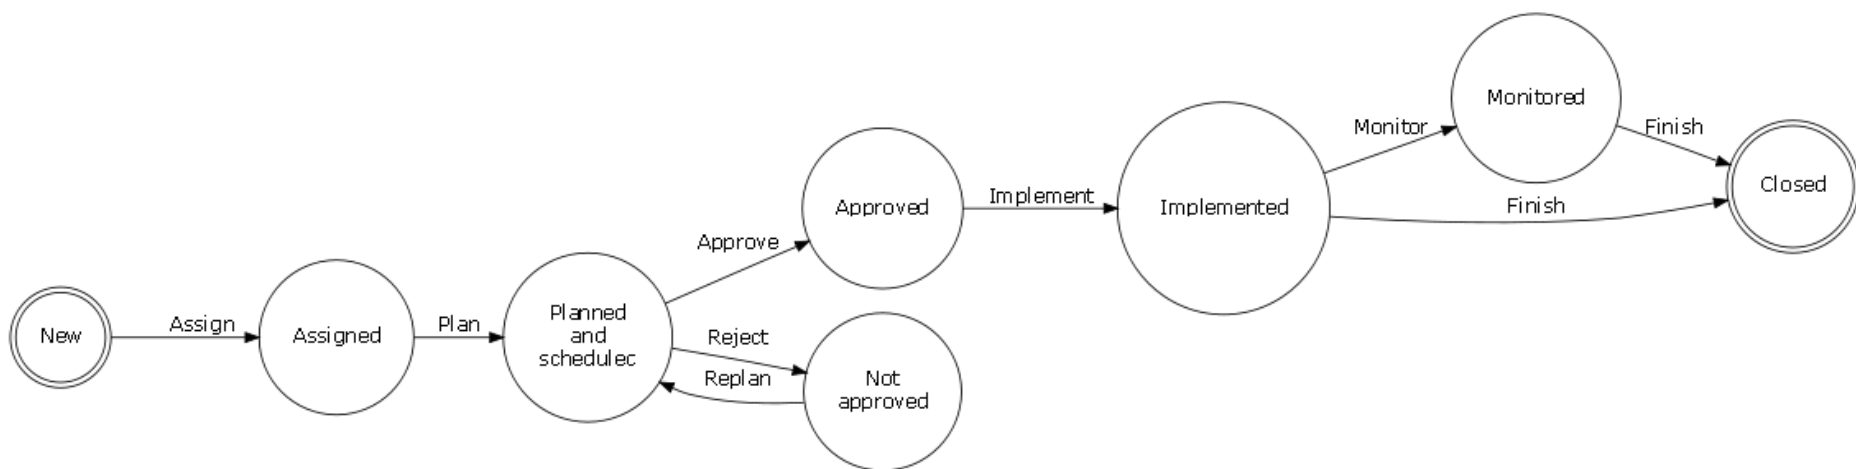 New
Assign
Assigned
Plan
Planned
and
schedulec
Approve
Reject
Replan
Approved
Not
approved
Implement
Implemented
Monitor
Monitored
Finish
Finish
Closed